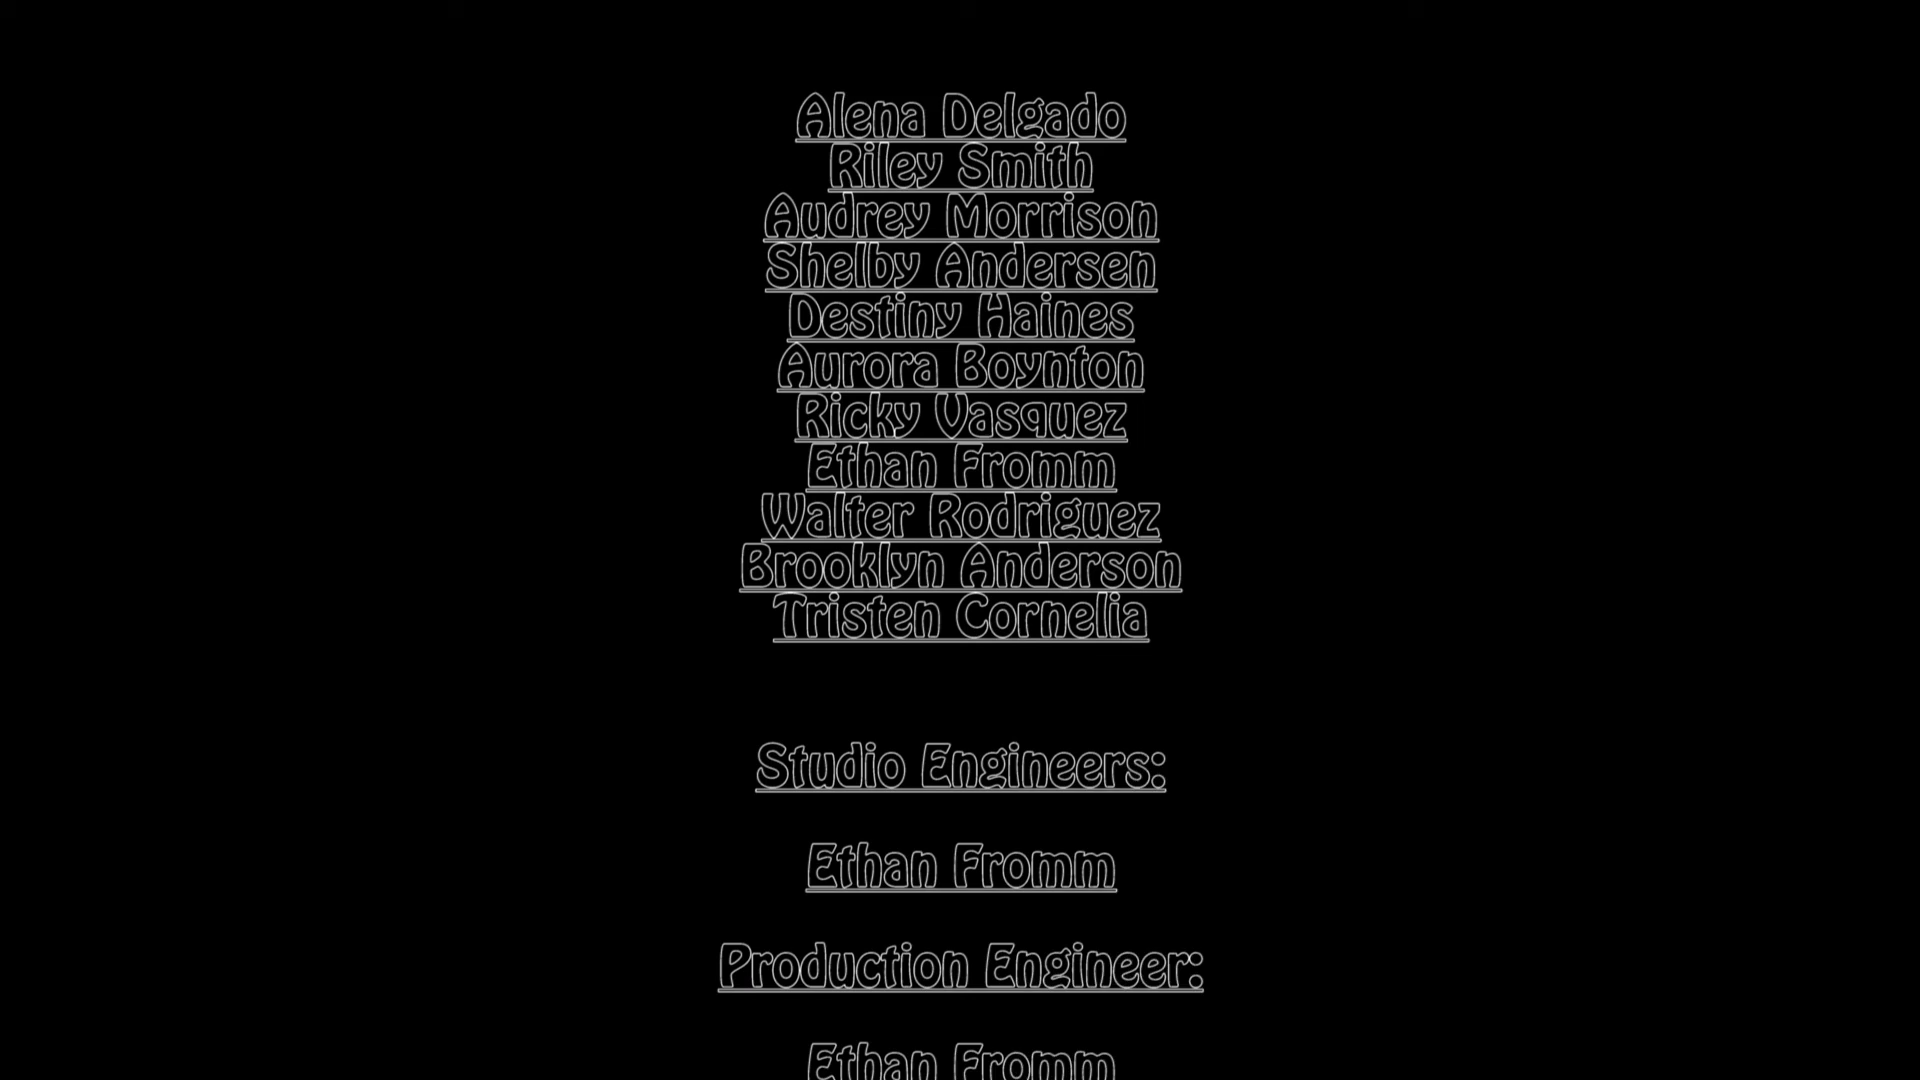 Alena Delgado
Riley Smith
Audrey Morrison
Shelby Andersen
Destiny Haines
Aurora Boynton
Ricky Vasquez
Ethan Fromm
Walter Rodriguez
Brooklyn Anderson
Tristen Cornelia
Studio Engineers:
Ethan Fromm
Production Engineer:
Ethan Fromm